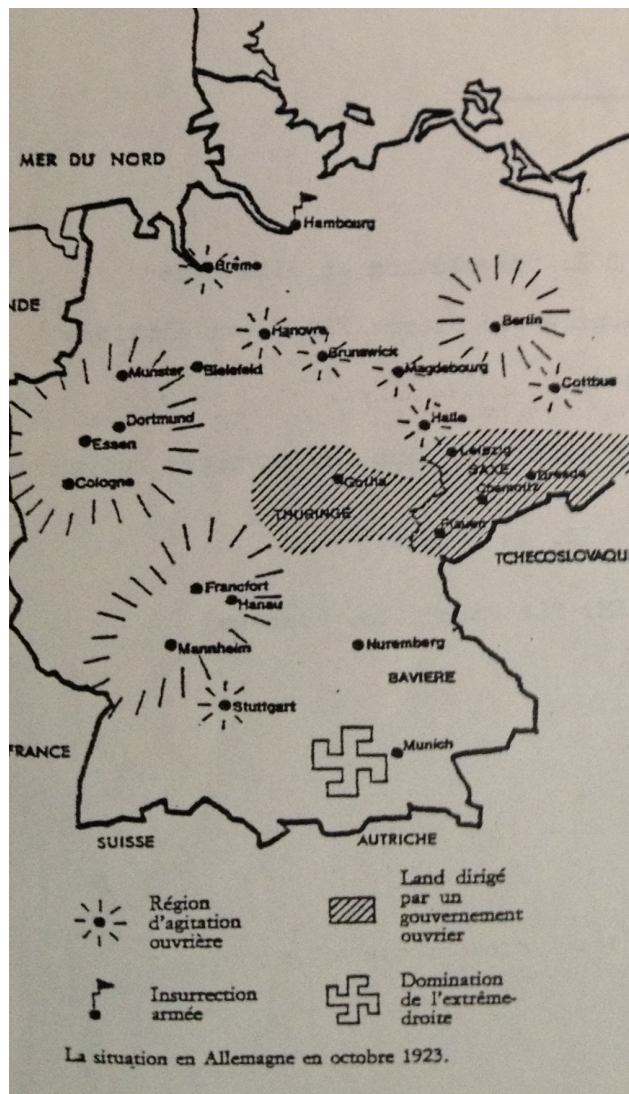 MER DU NORD
Hambourg
Brême
NDE
Hanovre
Berlin
Brunswick
Munster
Bielefeld
Magdebourg
Cottbus
Dortmund
Halle
Essen
Leipzig
SAXE
Cologne
Gotha
Dresde
Chemnitz
THURINGE
Plauen
TCHECOSLOVAQU
Francfort
Hanau
Mannheim
Nuremberg
BAVIERE
Stuttgart
FRANCE
Munich
SUISSE
AUTRICHE
Région
d'agitation
ouvrière
Land dirigé
par un
gouvernement
ouvrier
Insurrection
armée
Domination
de l'extrême-
droite
La situation en Allemagne en octobre 1923.